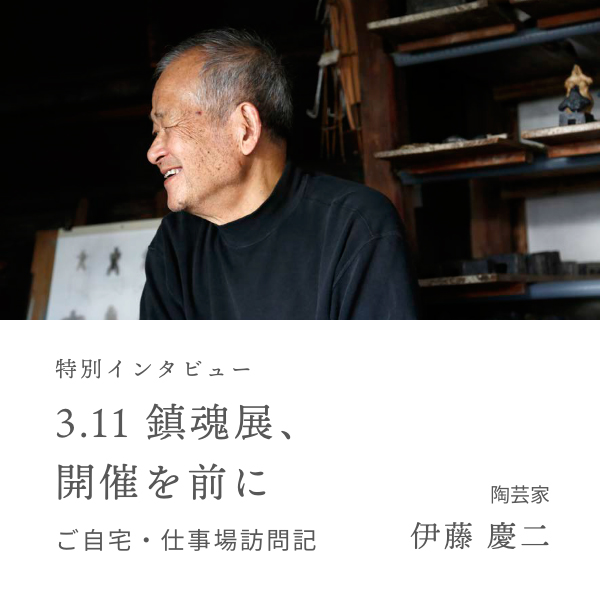 特別インタビュー
3.11 鎮魂展、
開催を前に
ご自宅・仕事場訪問記
陶芸家
伊藤 慶二